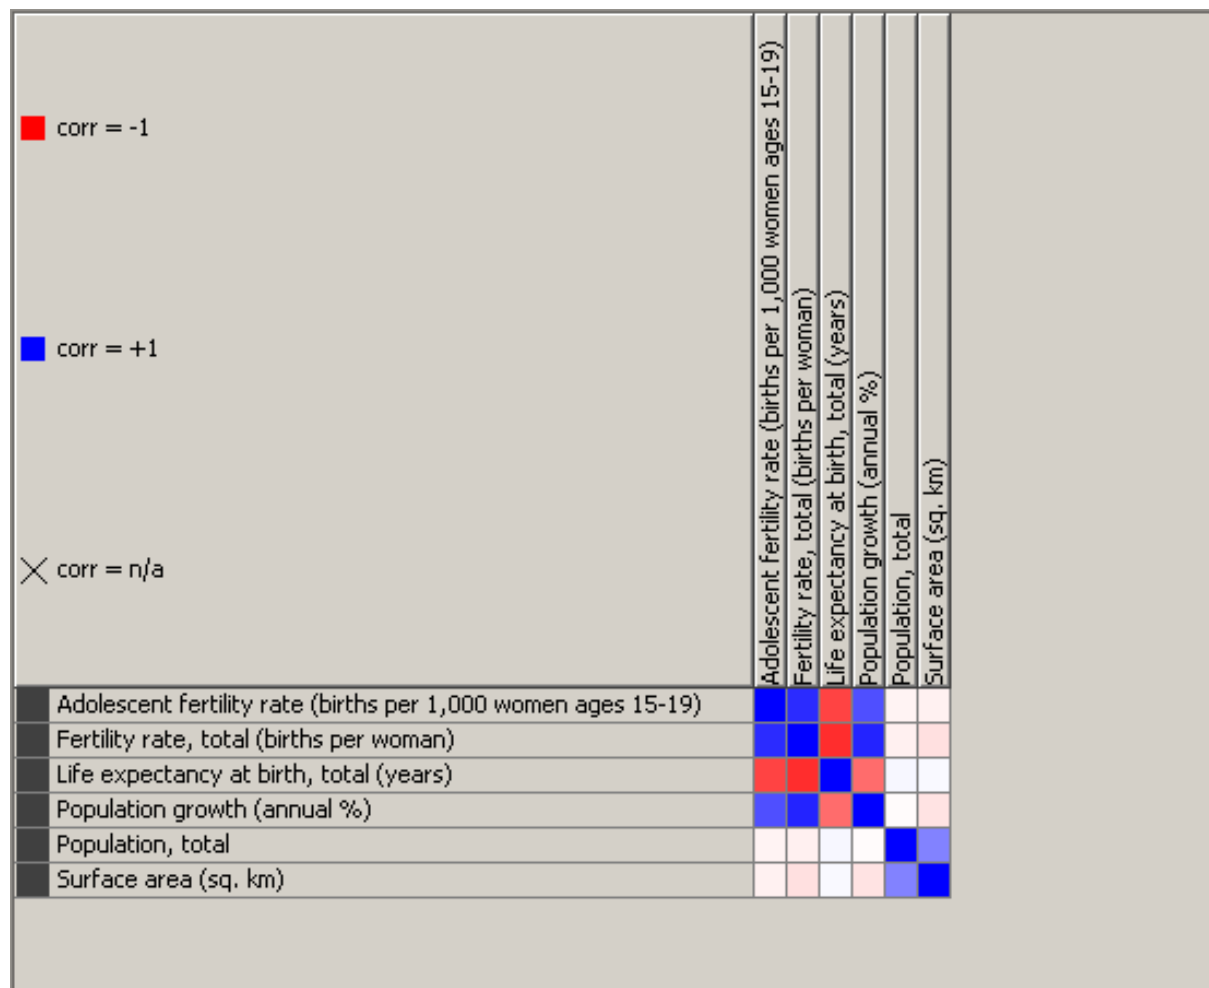 corr = -1
corr = +1
corr = n/a
Adolescent fertility rate (births per 1,000 women ages 15-19)
Fertility rate, total (births per woman)
Life expectancy at birth, total (years)
Population growth (annual %)
Population, total
Surface area (sq. km)
Adolescent fertility rate (births per 1,000 women ages 15-19)
Fertility rate, total (births per woman)
Life expectancy at birth, total (years)
Population growth (annual %)
Population, total
Surface area (sq. km)